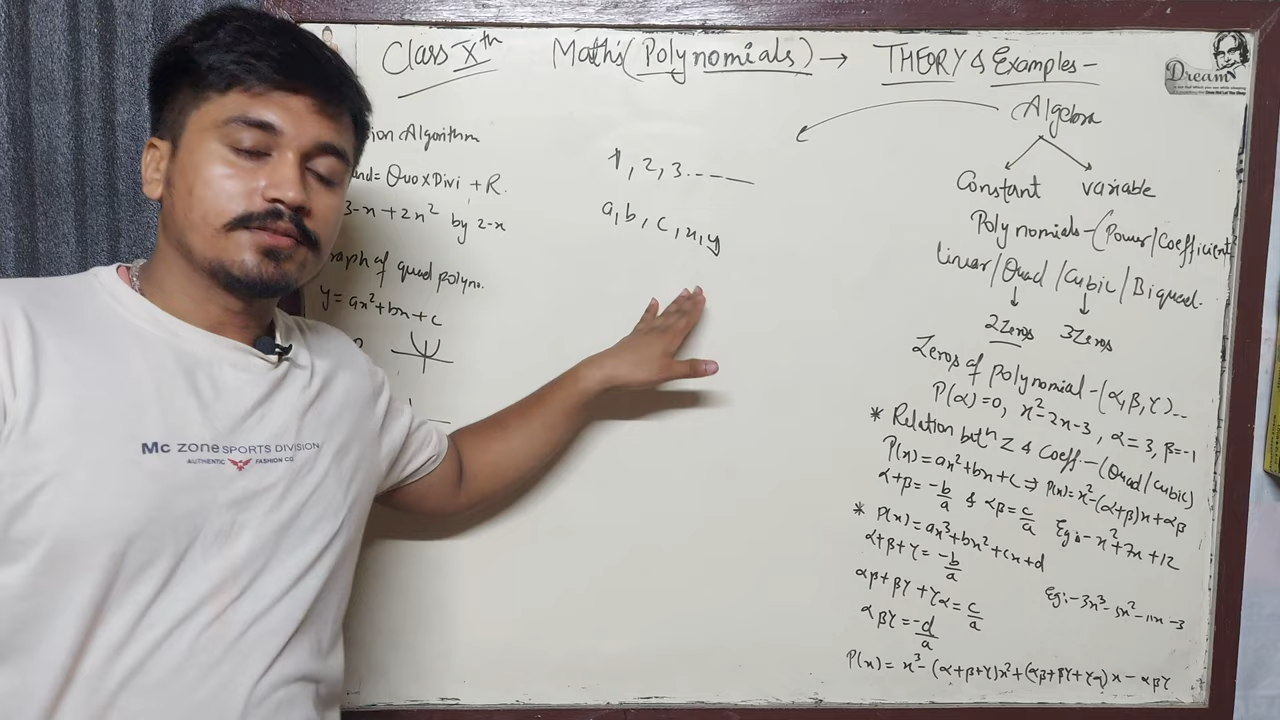 Class Xth Maths (Polynomials) → THEORY & Examples -
Dream
Algebra
Constant variable
Polynomials - (Power/Coefficient)
Linear/Quad/Cubic/Biquad.
2Zeros 3Zeros
Zeros of polynomial - (α, β, γ)..
P(α)=0, x²-2x-3, α=3, β=-1
* Relation betⁿ Z & Coeff - (Quad/Cubic)
P(x)=ax²+bx+c ⇒ P(x)=x²-(α+β)x+αβ
α+β=-b/a & αβ=c/a Eg:- x²+7x+12
* P(x)=ax³+bx²+cx+d
α+β+γ=-b/a
αβ+βγ+γα=c/a Eg:- 3x³-5x²-11x-3
αβγ=-d/a
P(x)=x³-(α+β+γ)x²+(αβ+βγ+γα)x-αβγ
1, 2, 3 - - - —
a, b, c, x, y
Algorithm
= Quo x Divi + R.
3-x+2x² by 2-x
of quad polyno.
y=ax²+bx+c
Mc zone SPORTS DIVISION
AUTHENTIC FASHION CO